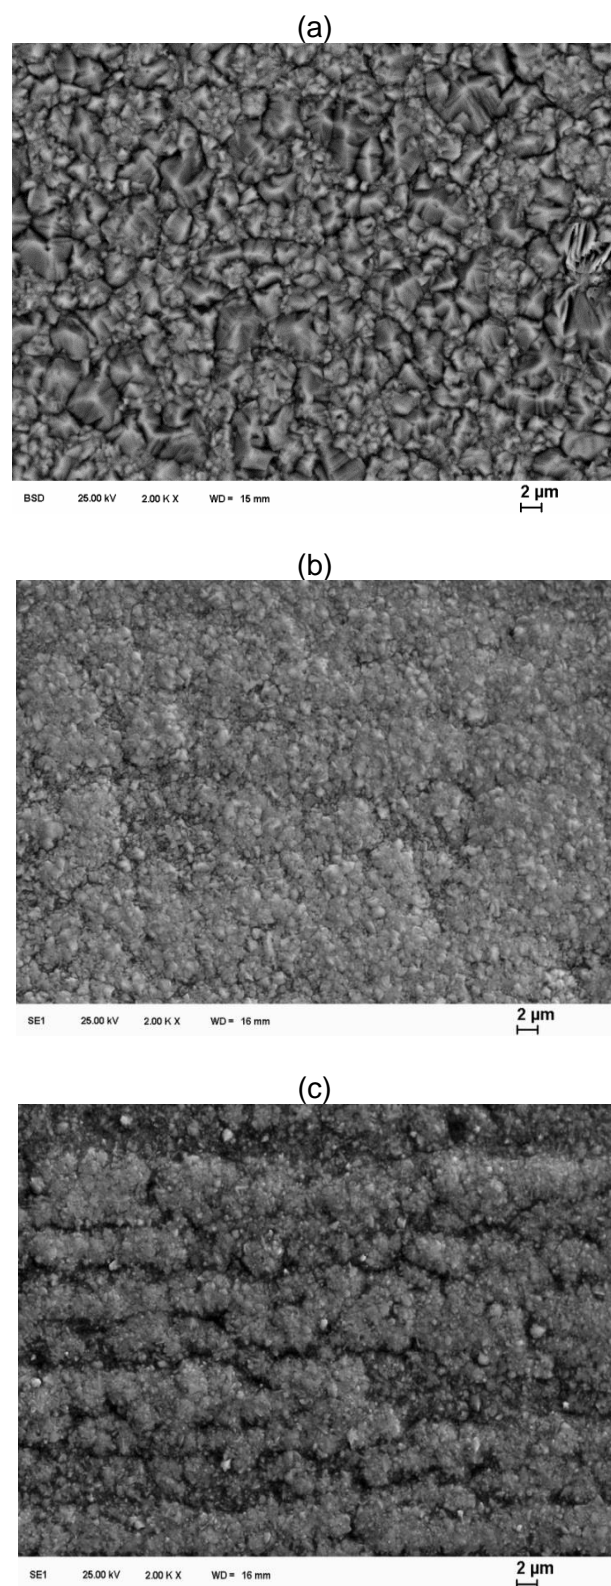 (a)
BSD 25.00 kV 2.00 K X WD = 15 mm 2 µm
(b)
SE1 25.00 kV 2.00 K X WD = 16 mm 2 µm
(c)
SE1 25.00 kV 2.00 K X WD = 16 mm 2 µm